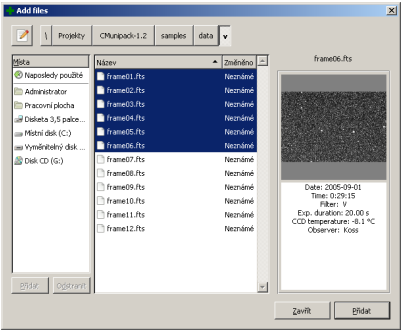 Add files
\ Projekty CMunipack-1.2 samples data v
Místa
Naposledy použité
Administrator
Pracovní plocha
Disketa 3,5 palce...
Místní disk (C:)
Vyměnitelný disk ...
Disk CD (G:)
Přidat Odstranit
Název Změněno
frame01.fts Neznámé
frame02.fts Neznámé
frame03.fts Neznámé
frame04.fts Neznámé
frame05.fts Neznámé
frame06.fts Neznámé
frame07.fts Neznámé
frame08.fts Neznámé
frame09.fts Neznámé
frame10.fts Neznámé
frame11.fts Neznámé
frame12.fts Neznámé
frame06.fts
Date: 2005-09-01
Time: 0:29:15
Filter: V
Exp. duration: 20.00 s
CCD temperature: -8.1 °C
Observer: Koss
Zavřít Přidat